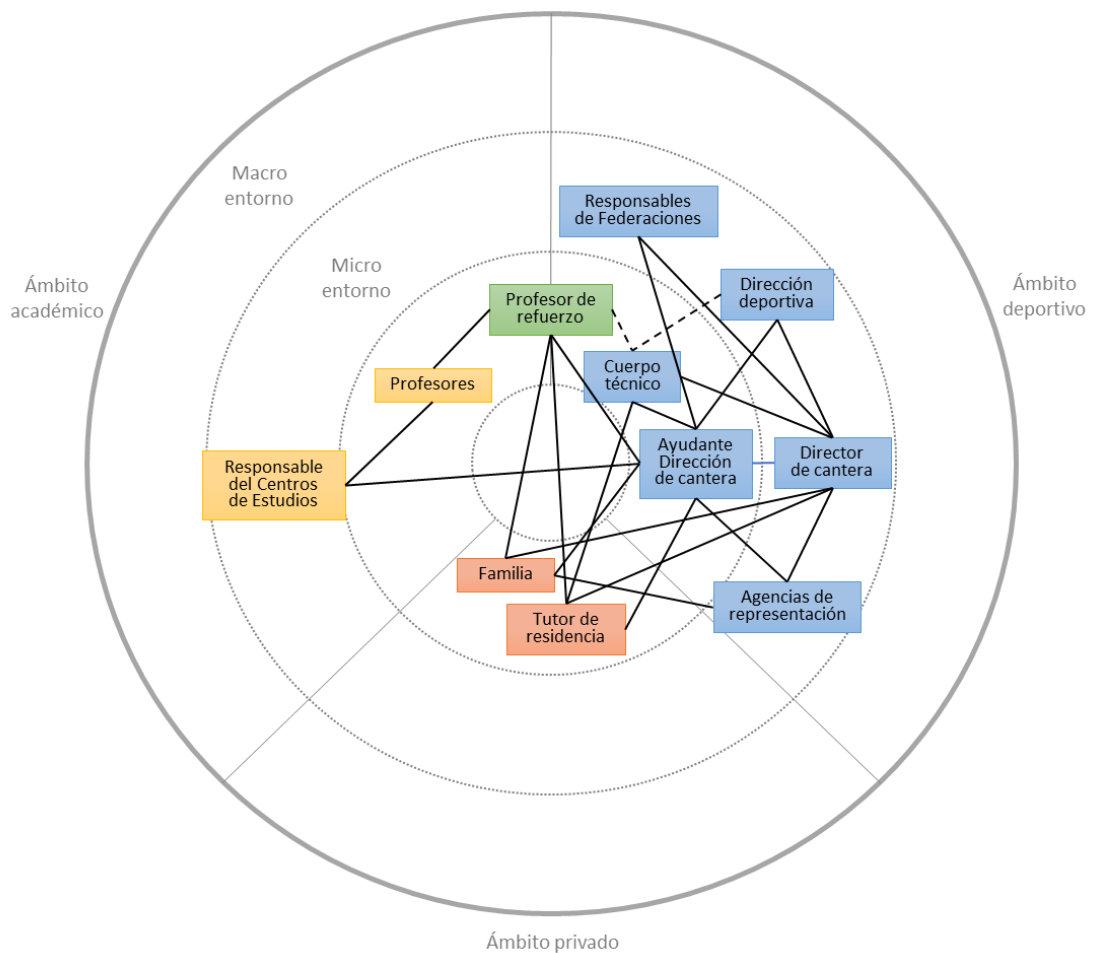 Macro
entorno
Responsables
de Federaciones
Micro
entorno
Ámbito
académico
Ámbito
deportivo
Dirección
deportiva
Profesor de
refuerzo
Cuerpo
técnico
Profesores
Ayudante
Dirección
de cantera
Director
de cantera
Responsable
del Centros
de Estudios
Familia
Agencias de
representación
Tutor de
residencia
Ámbito privado